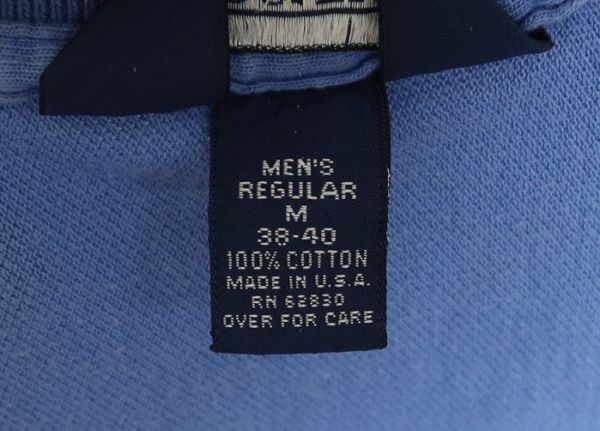 MEN'S
REGULAR
M
38-40
100% COTTON
MADE IN U.S.A.
RN 62830
OVER FOR CARE